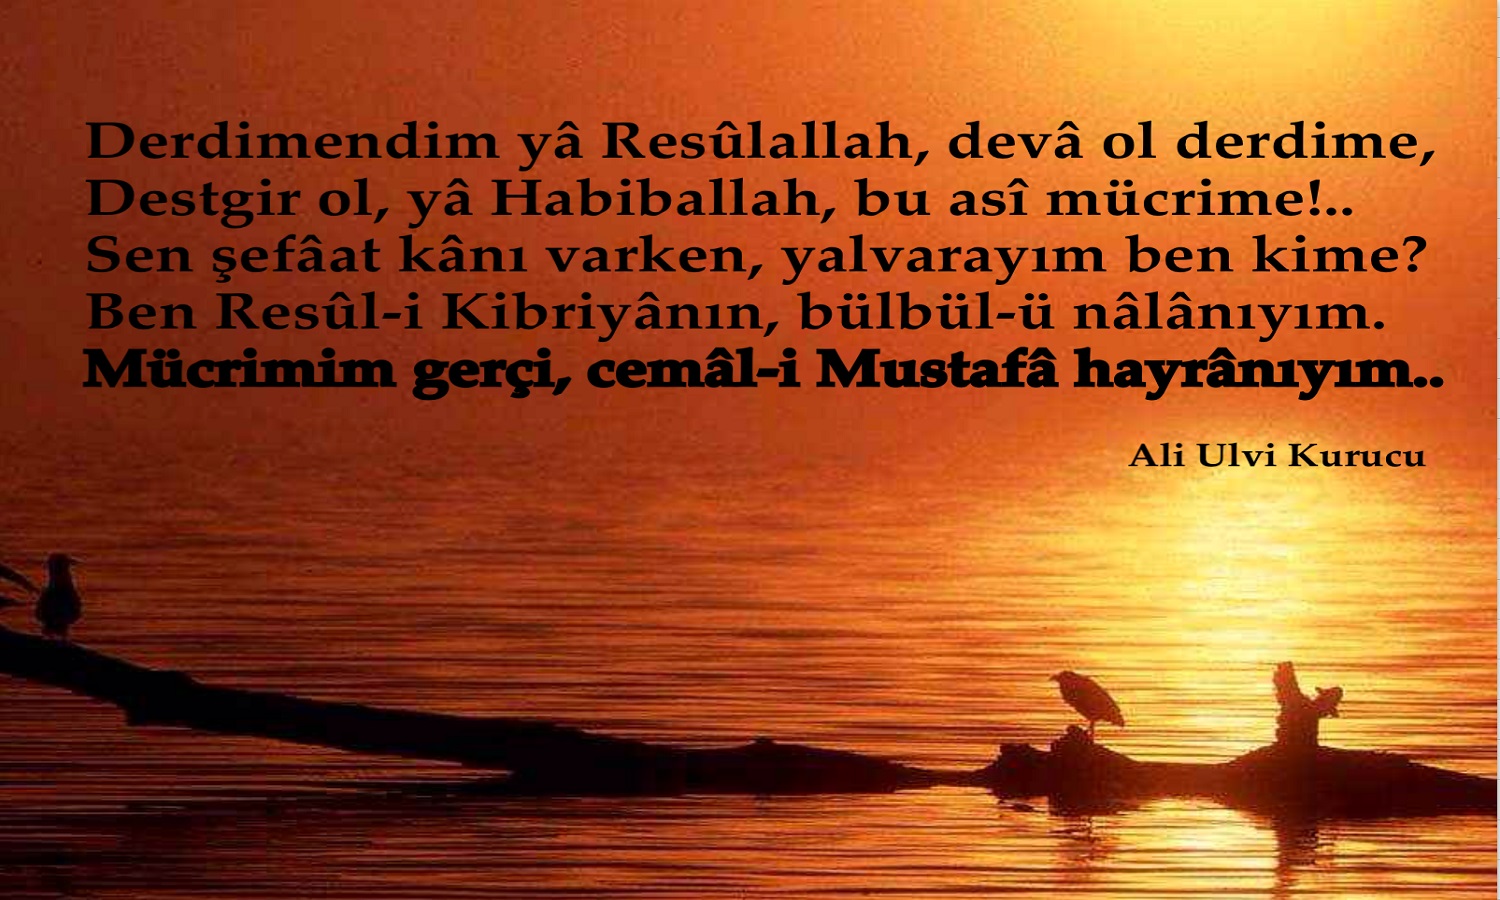 Derdimendim yâ Resûlallah, devâ ol derdime,
Destgir ol, yâ Habiballah, bu asî mücrime!..
Sen şefâat kânı varken, yalvarayım ben kime?
Ben Resûl-i Kibriyânın, bülbül-ü nâlânıyım.
Mücrimim gerçi, cemâl-i Mustafâ hayrânıyım..
Ali Ulvi Kurucu